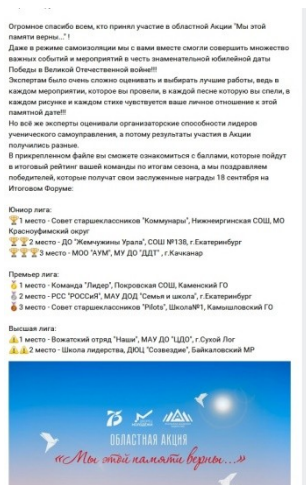 Огромное спасибо всем, кто принял участие в областной Акции "Мы этой
памяти верны..." !
Даже в режиме самоизоляции мы с вами вместе смогли совершить множество
важных событий и мероприятий в честь знаменательной юбилейной даты
Победы в Великой Отечественной войне!!!
Экспертам было очень сложно оценивать и выбирать лучшие работы, ведь в
каждом мероприятии, которое вы провели, в каждой песне которую вы спели, в
каждом рисунке и каждом стихе чувствуется ваше личное отношение к этой
памятной дате!!!
Но всё же эксперты оценивали организаторские способности лидеров
ученического самоуправления, а потому результаты участия в Акции
получились разные.
В прикрепленном файле вы сможете ознакомиться с баллами, которые пойдут
в итоговый рейтинг вашей команды по итогам сезона, а мы поздравляем
победителей, которые получат свои заслуженные награды 18 сентября на
Итоговом Форуме:
Юниор лига:
🏆1 место - Совет старшеклассников "Коммунары", Нижнеиргинская СОШ, МО
Красноуфимский округ
🏆🏆2 место - ДО "Жемчужины Урала", СОШ №138, г.Екатеринбург
🏆🏆🏆3 место - МОО "АУМ", МУ ДО "ДДТ" , г.Качканар
Премьер лига:
🥇1 место - Команда "Лидер", Покровская СОШ, Каменский ГО
🥈2 место - РСС "РОССиЯ", МАУ ДОД "Семья и школа", г.Екатеринбург
🥉3 место - Совет старшеклассников "Pilots", Школа№1, Камышловский ГО
Высшая лига:
1 место - Вожатский отряд "Наши", МАУ ДО "ЦДО", г.Сухой Лог
2 место - Школа лидерства, ДЮЦ "Созвездие", Байкаловский МР
75
ОБЛАСТНАЯ АКЦИЯ
«Мы этой памяти верны...»